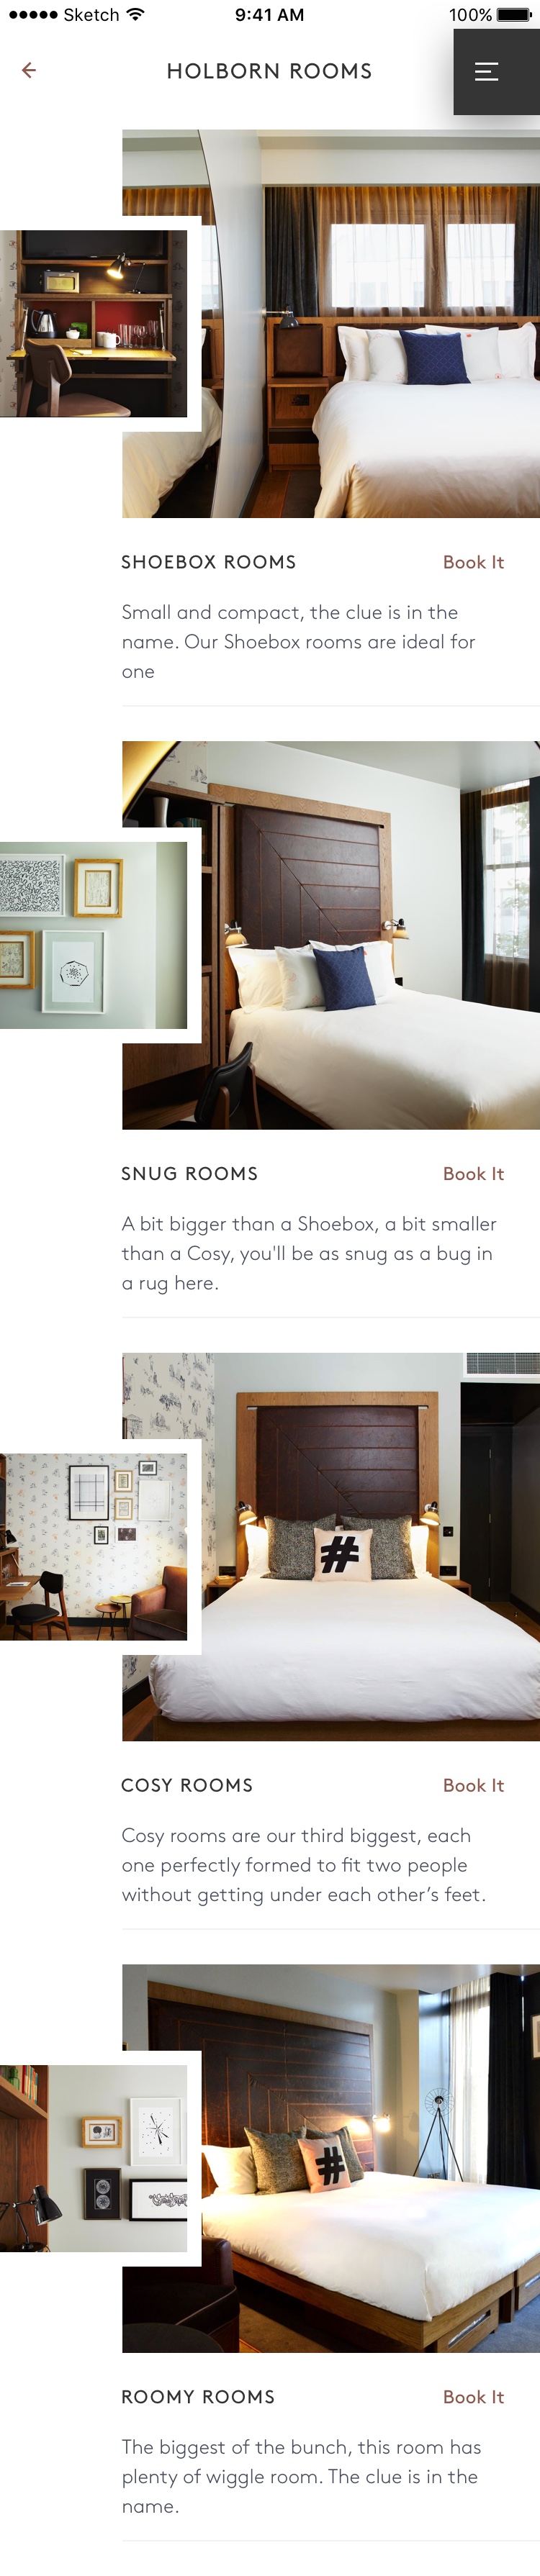 Sketch 9:41 AM 100%
HOLBORN ROOMS
SHOEBOX ROOMS Book It
Small and compact, the clue is in the
name. Our Shoebox rooms are ideal for
one
SNUG ROOMS Book It
A bit bigger than a Shoebox, a bit smaller
than a Cosy, you'll be as snug as a bug in
a rug here.
#
COSY ROOMS Book It
Cosy rooms are our third biggest, each
one perfectly formed to fit two people
without getting under each other’s feet.
#
ROOMY ROOMS Book It
The biggest of the bunch, this room has
plenty of wiggle room. The clue is in the
name.